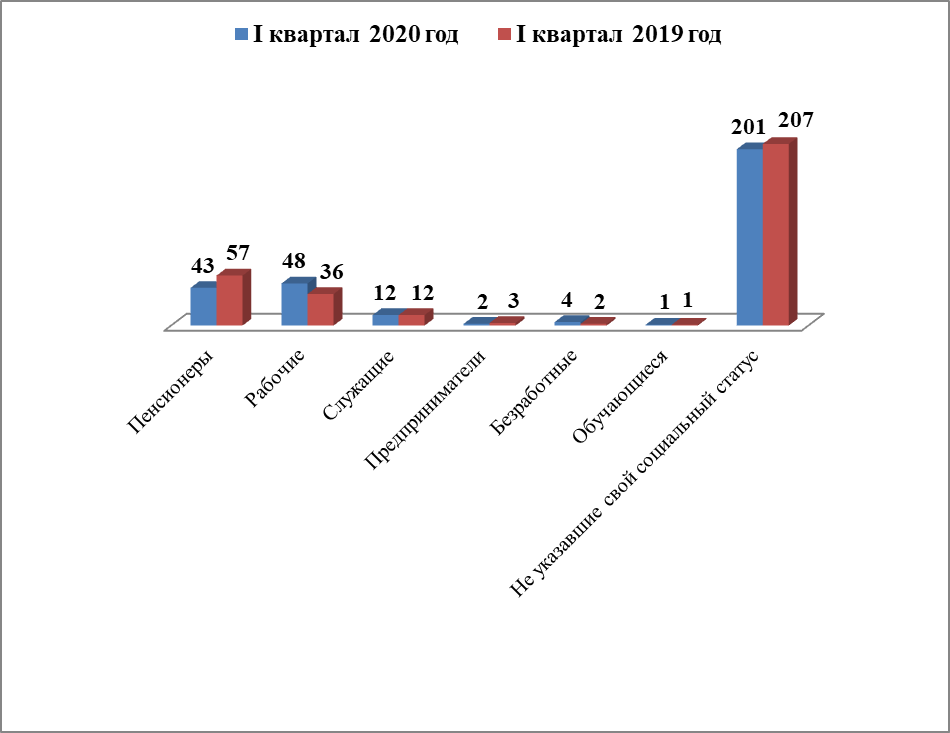 I квартал 2020 год
I квартал 2019 год
43
57
48
36
12
12
2
3
4
2
1
1
201
207
Пенсионеры
Рабочие
Служащие
Предприниматели
Безработные
Обучающиеся
Не указавшие свой социальный статус